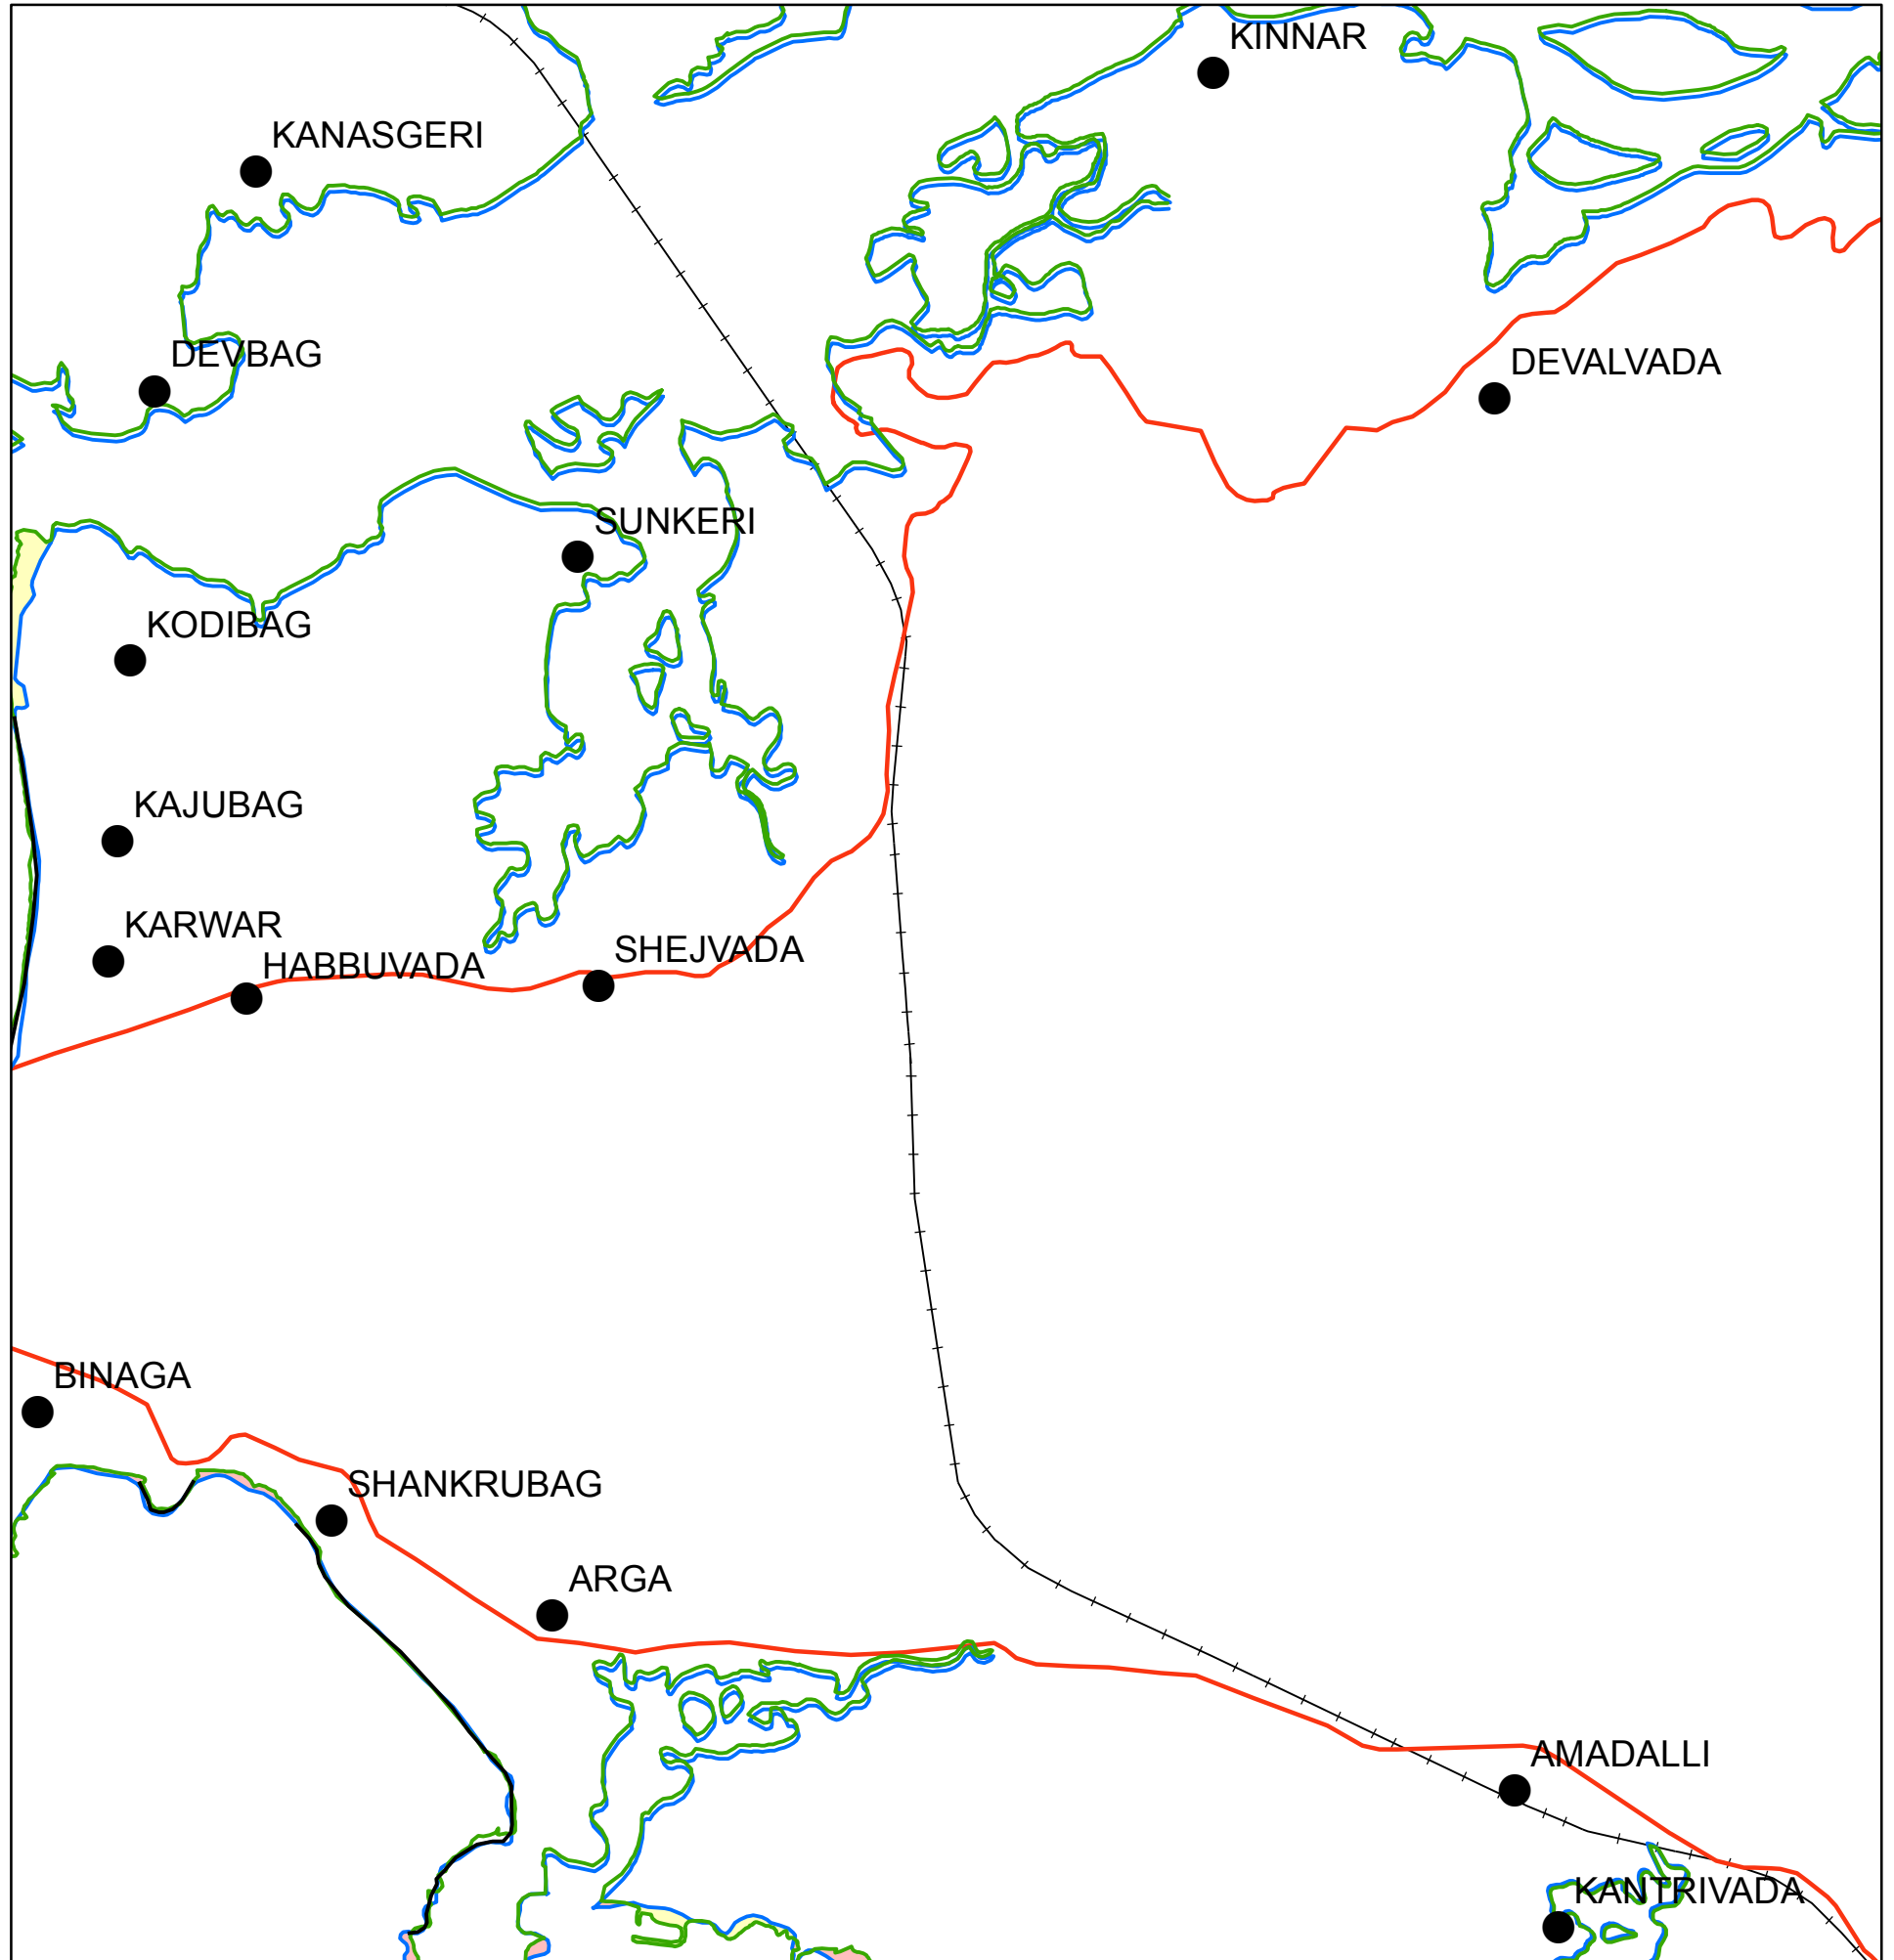 KINNAR
KANASGERI
DEVBAG
DEVALVADA
SUNKERI
KODIBAG
KAJUBAG
KARWAR
SHEJVADA
HABBUVADA
BINAGA
SHANKRUBAG
ARGA
AMADALLI
KANTRIVADA